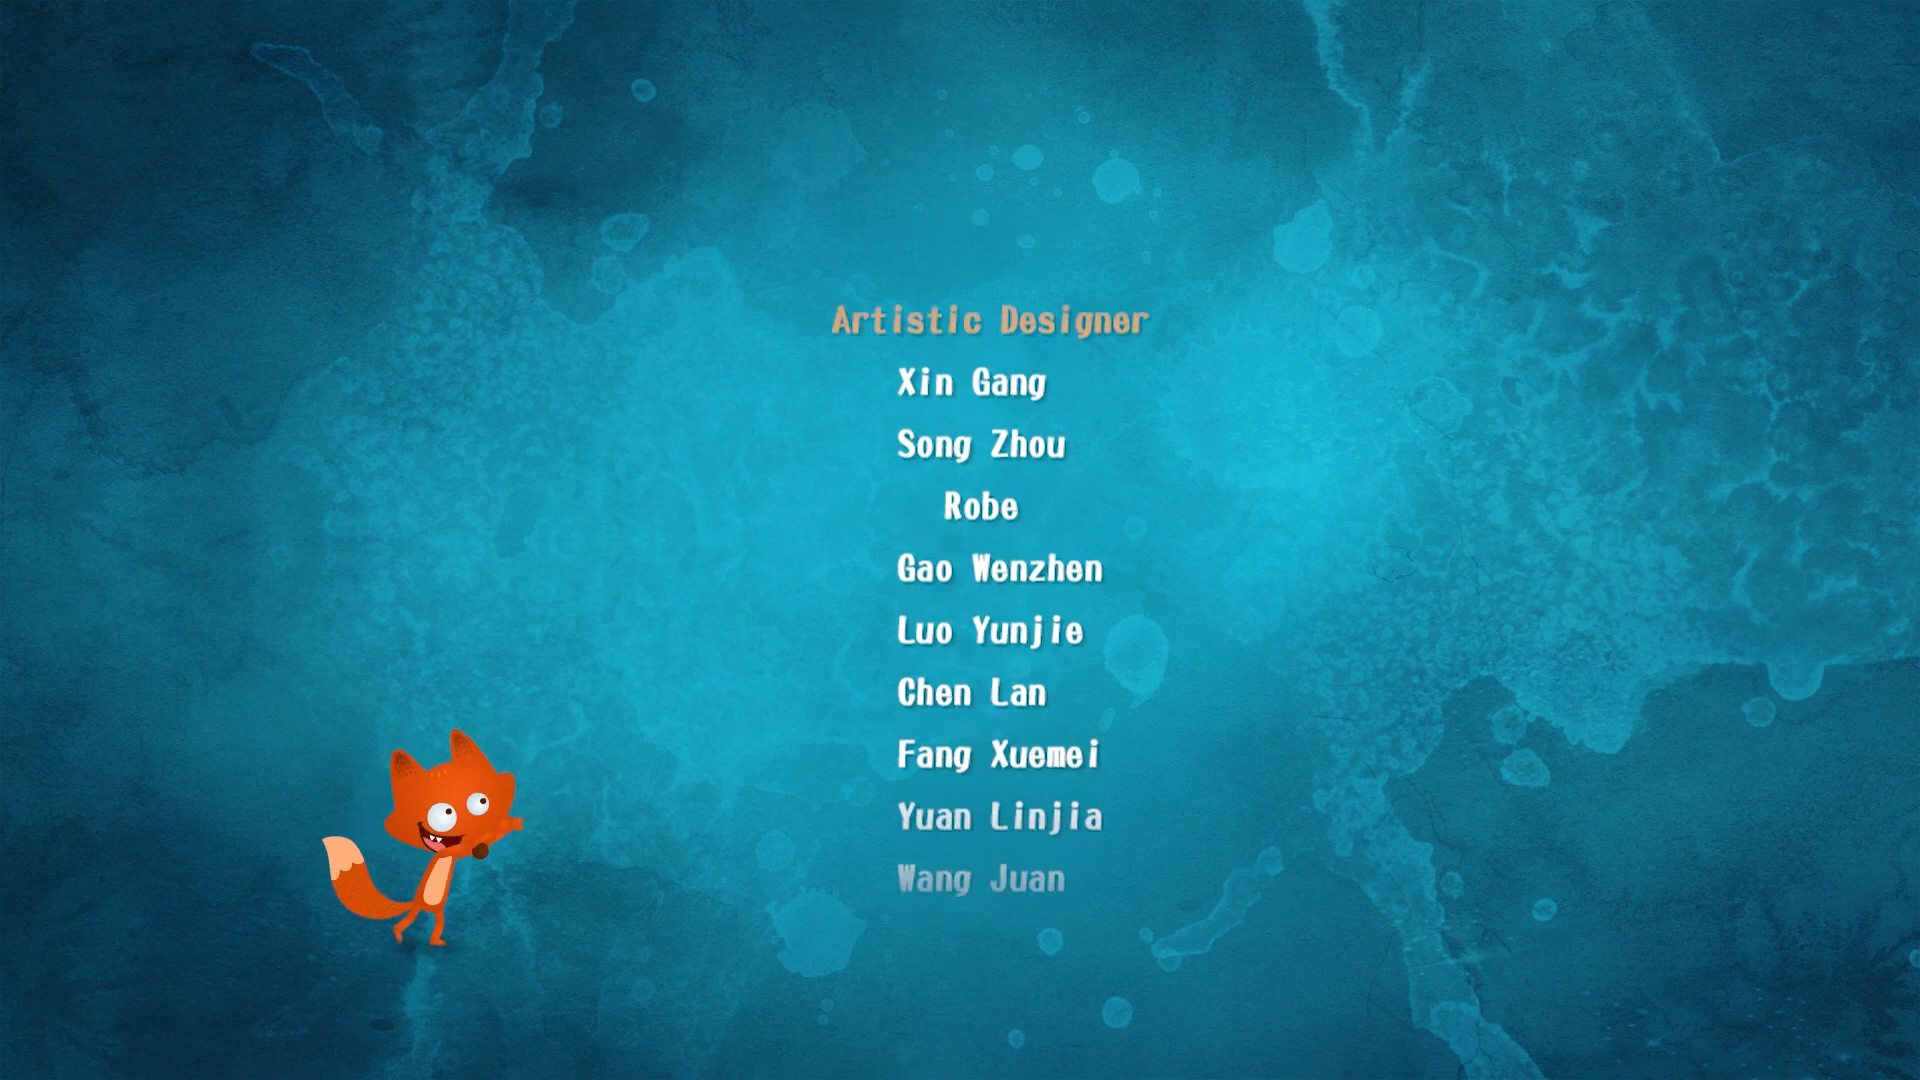 Artistic Designer
Xin Gang
Song Zhou
Robe
Gao Wenzhen
Luo Yunjie
Chen Lan
Fang Xuemei
Yuan Linjia
Wang Juan